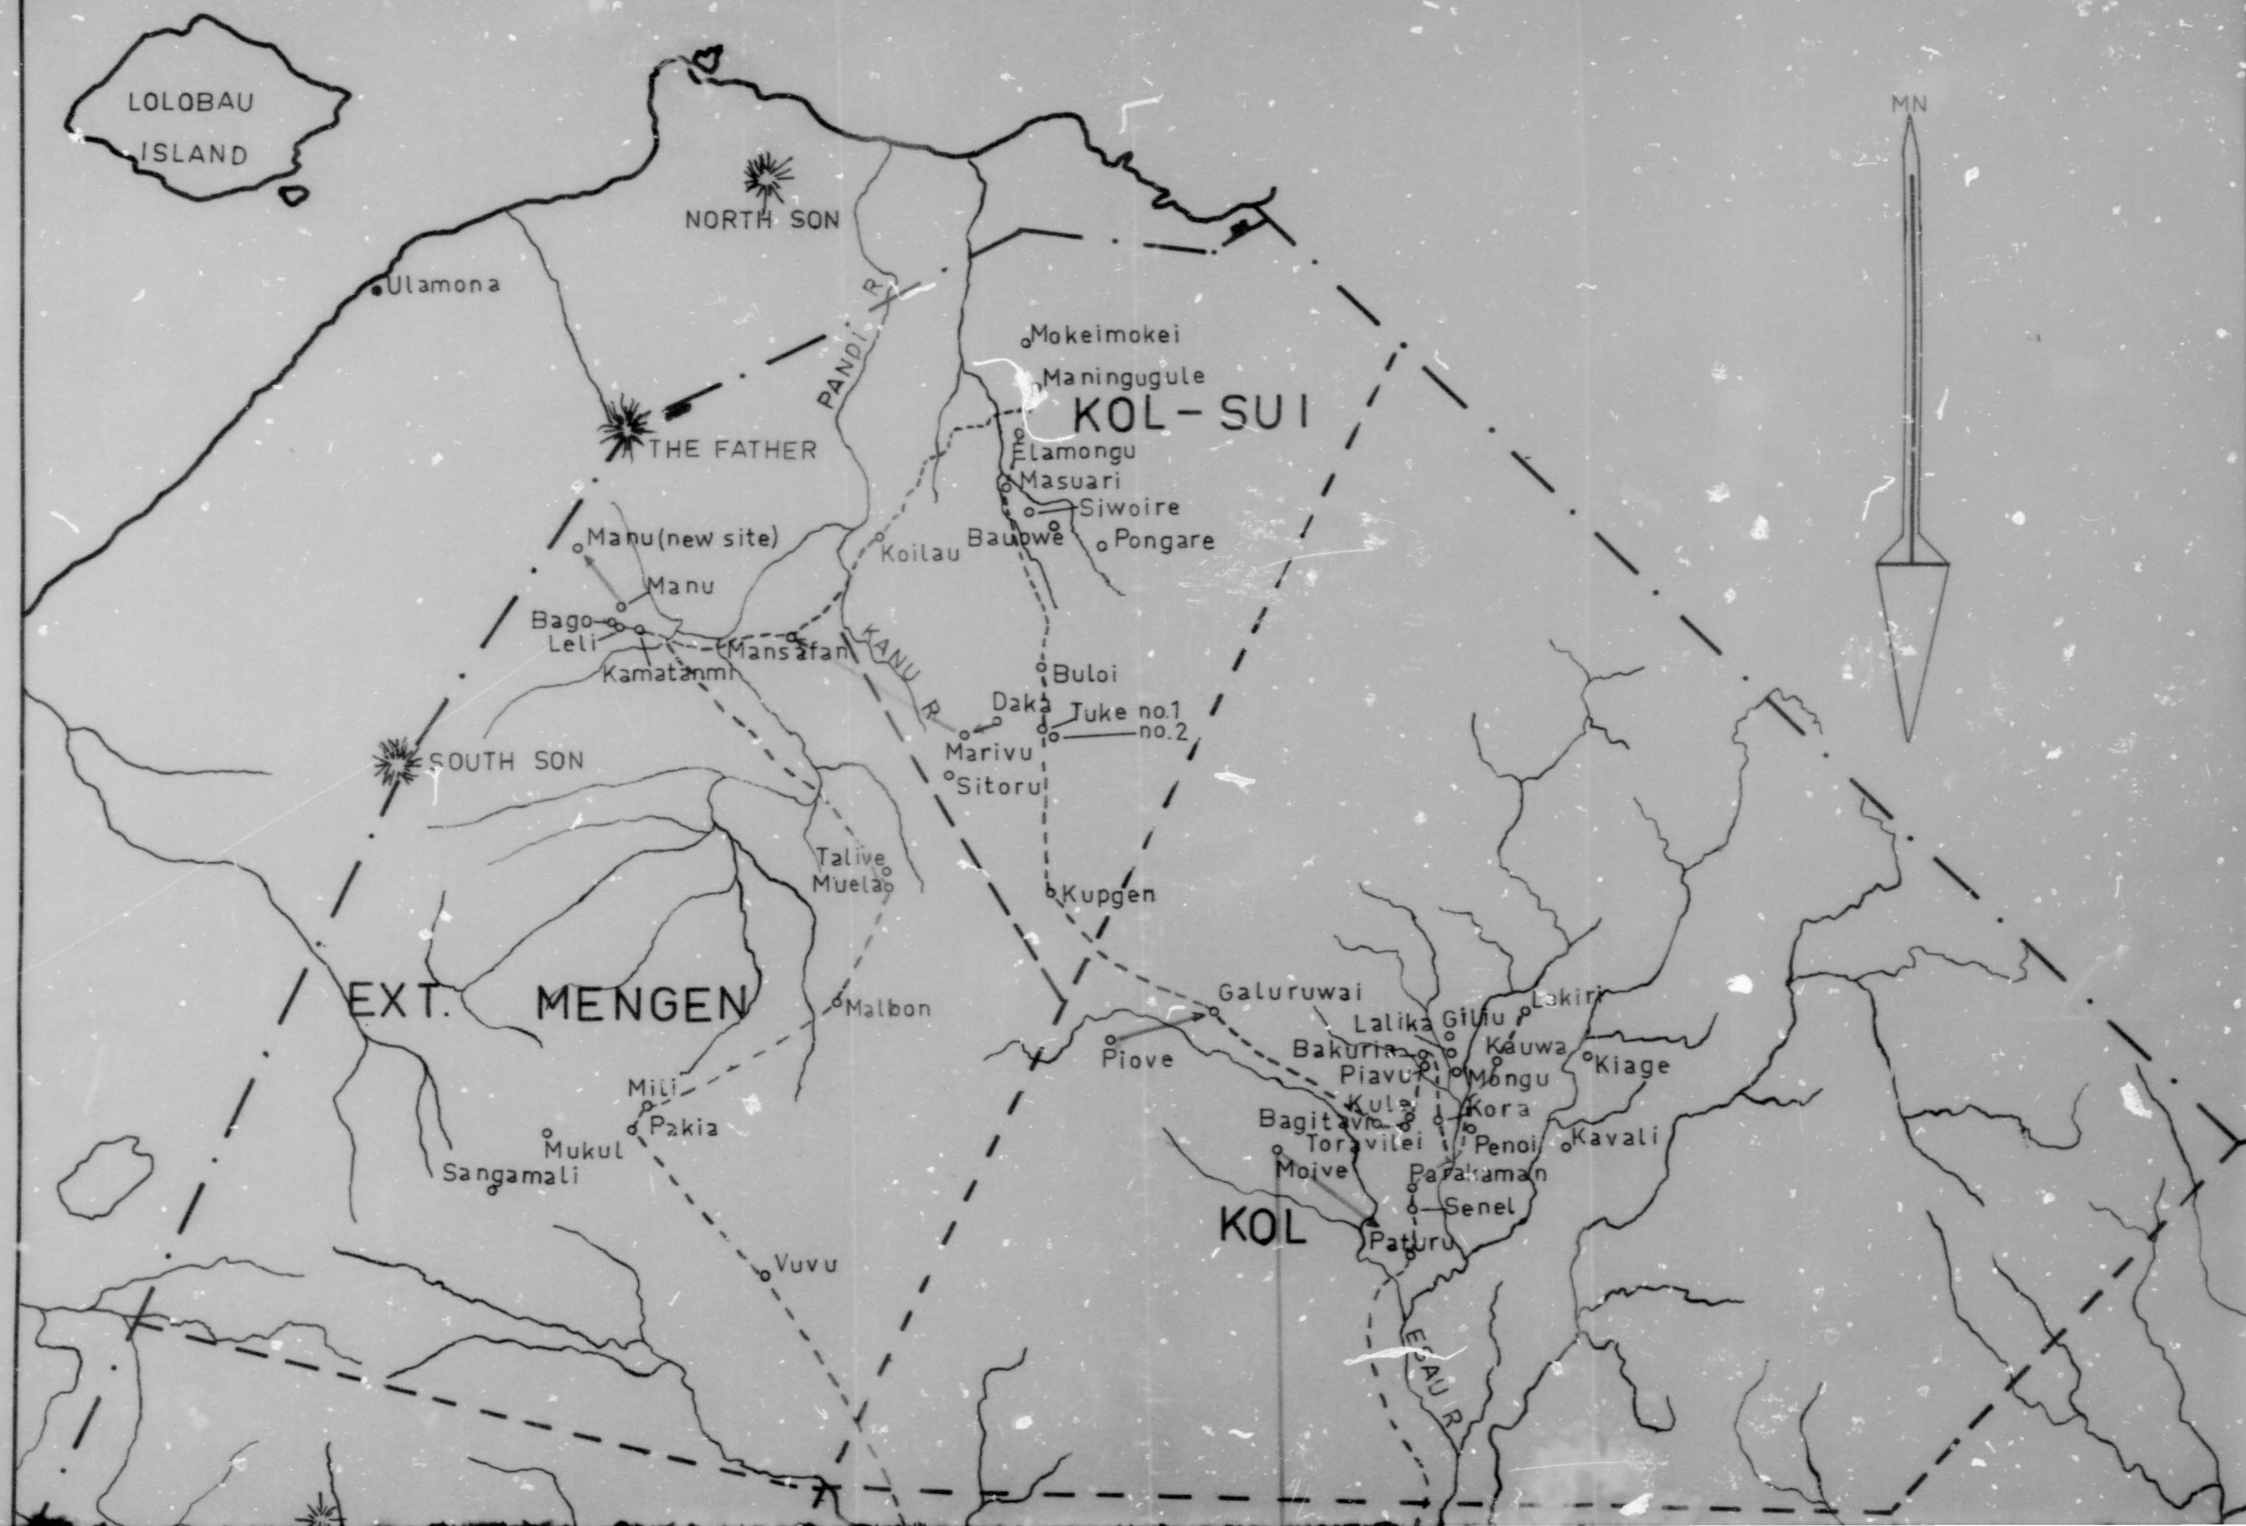 LOLOBAU
ISLAND
MN
NORTH SON
Ulamona
PANDI R
Mokeimokei
Maningugule
KOL-SUI
THE FATHER
Elamongu
Masuari
Siwoire
Manu(new site)
Koilau
Bauowe
Pongare
Manu
Bago
Leli
Mansafan
KANU R
Kamatanmi
Buloi
Daka
Tuke no.1
no.2
Marivu
SOUTH SON
Sitoru
Talive
Muela
Kupgen
EXT. MENGEN
Malbon
Galuruwai
Lakiri
Lalika
Giliu
Bakuria
Kauwa
Piove
Piavu
Mongu
Kiage
Mili
Kula
Kora
Pakia
Bagitavi
Mukul
Toravilei
Penoi
Kavali
Sangamali
Moive
Parakaman
Senel
KOL
Paturu
Vuvu
ESAU R